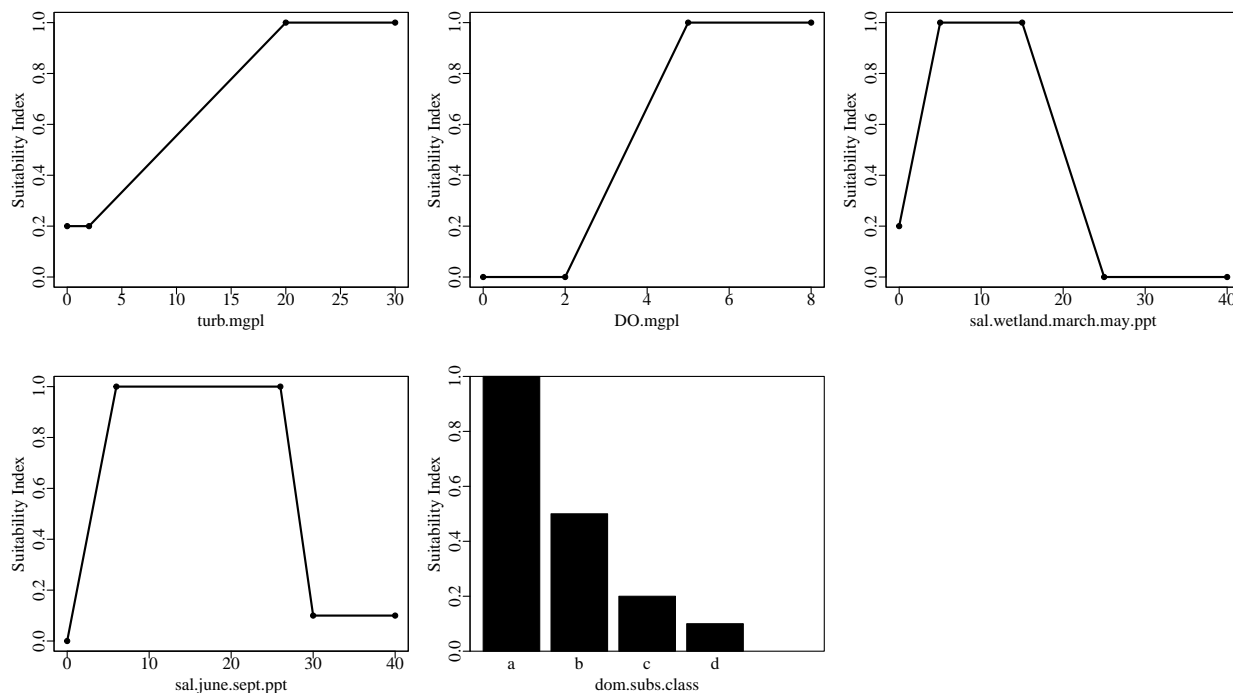 Suitability Index
0.0 0.2 0.4 0.6 0.8 1.0
0 5 10 15 20 25 30
turb.mgpl
Suitability Index
0.0 0.2 0.4 0.6 0.8 1.0
0 2 4 6 8
DO.mgpl
Suitability Index
0.0 0.2 0.4 0.6 0.8 1.0
0 10 20 30 40
sal.wetland.march.may.ppt
Suitability Index
0.0 0.2 0.4 0.6 0.8 1.0
0 10 20 30 40
sal.june.sept.ppt
Suitability Index
0.0 0.2 0.4 0.6 0.8 1.0
a b c d
dom.subs.class